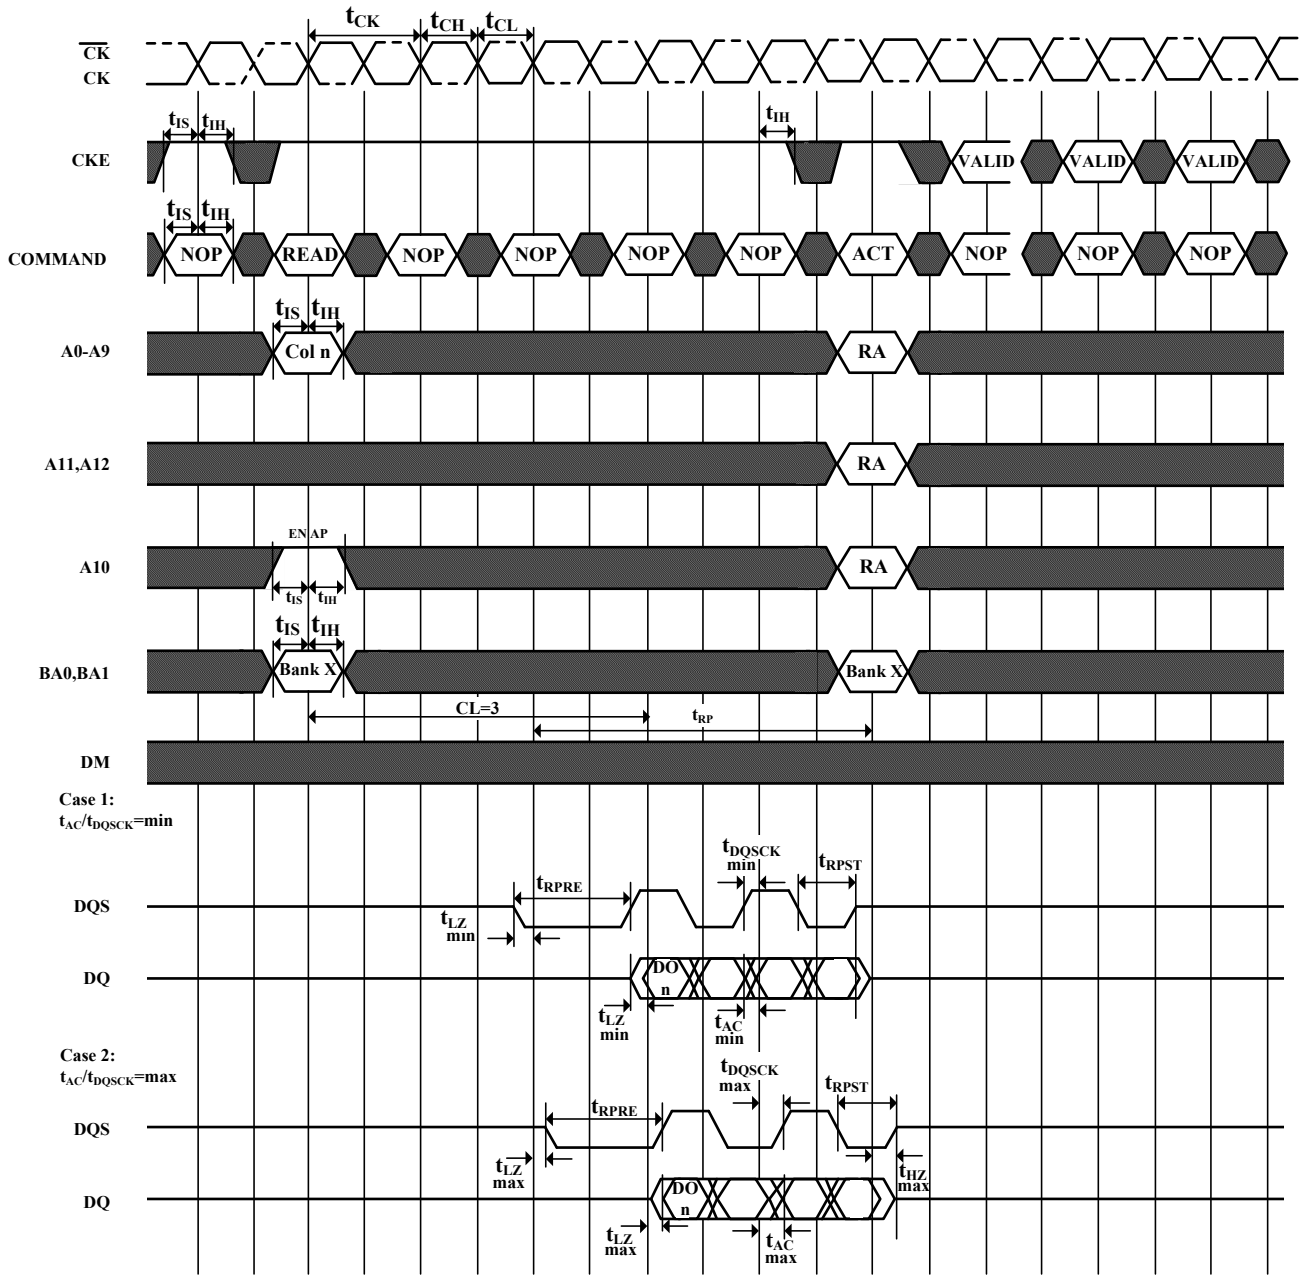 tCK tCH tCL
CK
CK
tIS tIH tIH
CKE VALID VALID VALID
tIS tIH
COMMAND NOP READ NOP NOP NOP NOP ACT NOP NOP NOP
tIS tIH
A0-A9 Col n RA
A11,A12 RA
EN AP
A10 RA
tIS tIH
tIS tIH
BA0,BA1 Bank X Bank X
CL=3 tRP
DM
Case 1:
tAC/tDQSCK=min
tDQSCK min tRPST
tRPRE
DQS
tLZ min
DQ DO n
tLZ min tAC min
Case 2:
tAC/tDQSCK=max
tDQSCK max tRPST
tRPRE
DQS
tLZ max tHZ max
DQ DO n
tLZ max tAC max